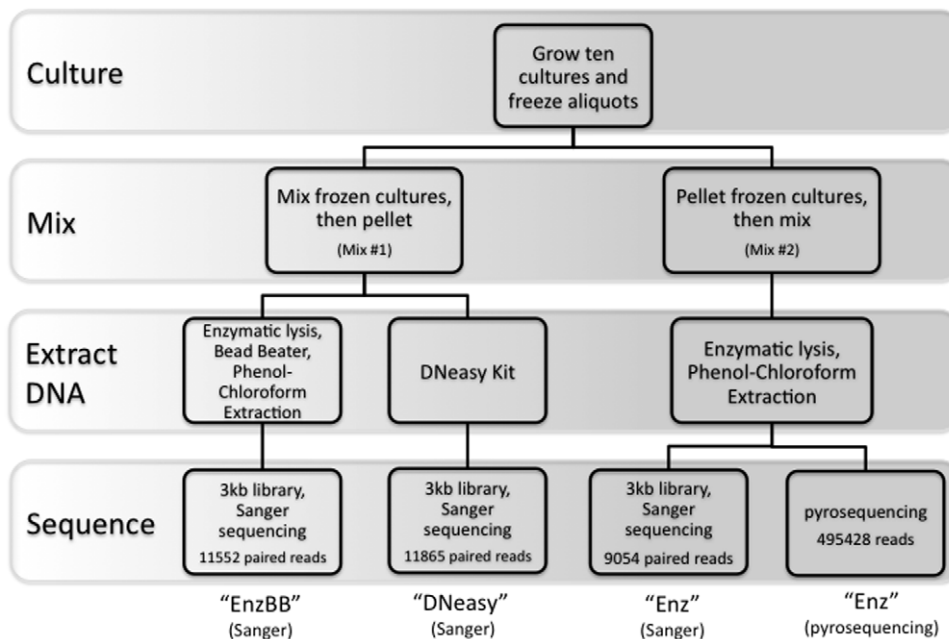 Culture
Grow ten
cultures and
freeze aliquots
Mix
Mix frozen cultures,
then pellet
(Mix #1)
Pellet frozen cultures,
then mix
(Mix #2)
Extract
DNA
Enzymatic lysis,
Bead Beater,
Phenol-
Chloroform
Extraction
DNeasy Kit
Enzymatic lysis,
Phenol-Chloroform
Extraction
Sequence
3kb library,
Sanger
sequencing
11552 paired reads
3kb library,
Sanger
sequencing
11865 paired reads
3kb library,
Sanger
sequencing
9054 paired reads
pyrosequencing
495428 reads
“EnzBB”
(Sanger)
“DNeasy”
(Sanger)
“Enz”
(Sanger)
“Enz”
(pyrosequencing)